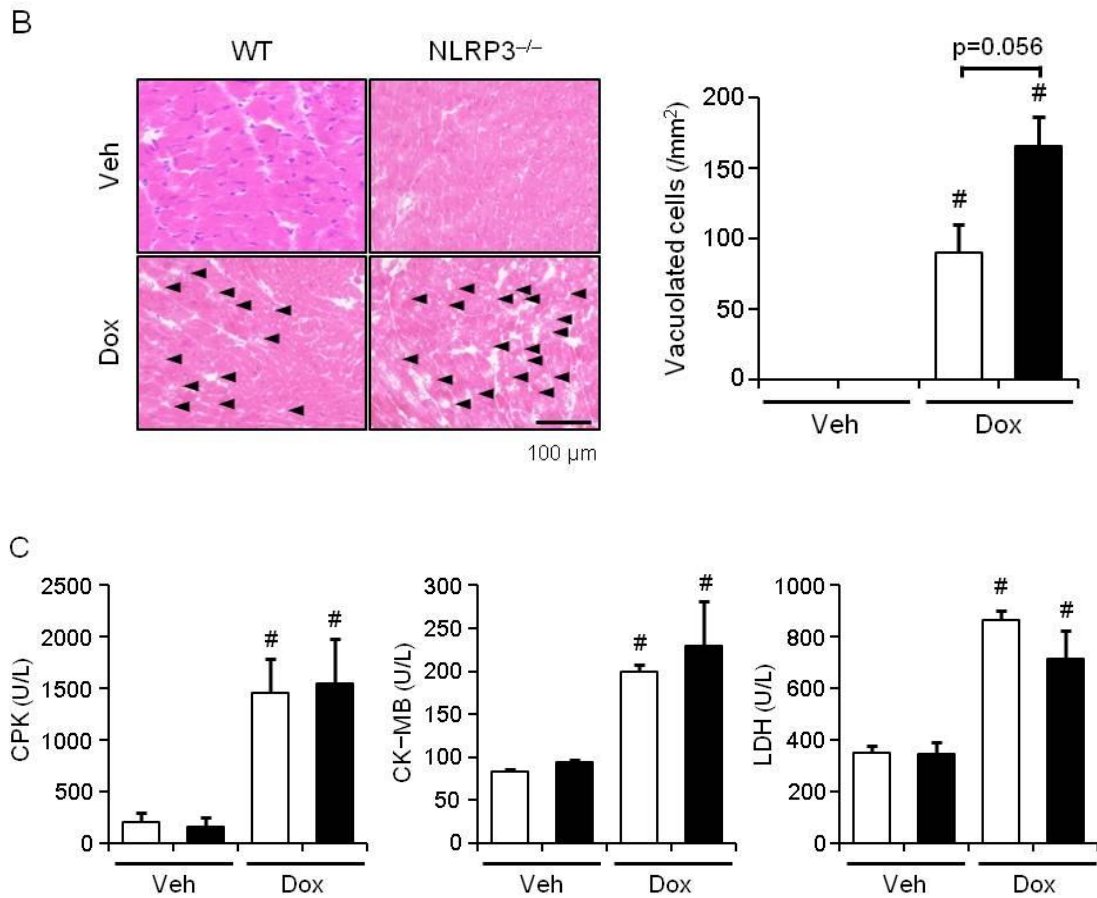 B
WT
NLRP3⁻/⁻
Veh
Dox
100 µm
p=0.056
#
#
Vacuolated cells (/mm²)
200
150
100
50
0
Veh
Dox
C
CPK (U/L)
2500
2000
1500
1000
500
0
#
#
Veh
Dox
CK−MB (U/L)
300
250
200
150
100
50
0
#
#
Veh
Dox
LDH (U/L)
1000
800
600
400
200
0
#
#
Veh
Dox